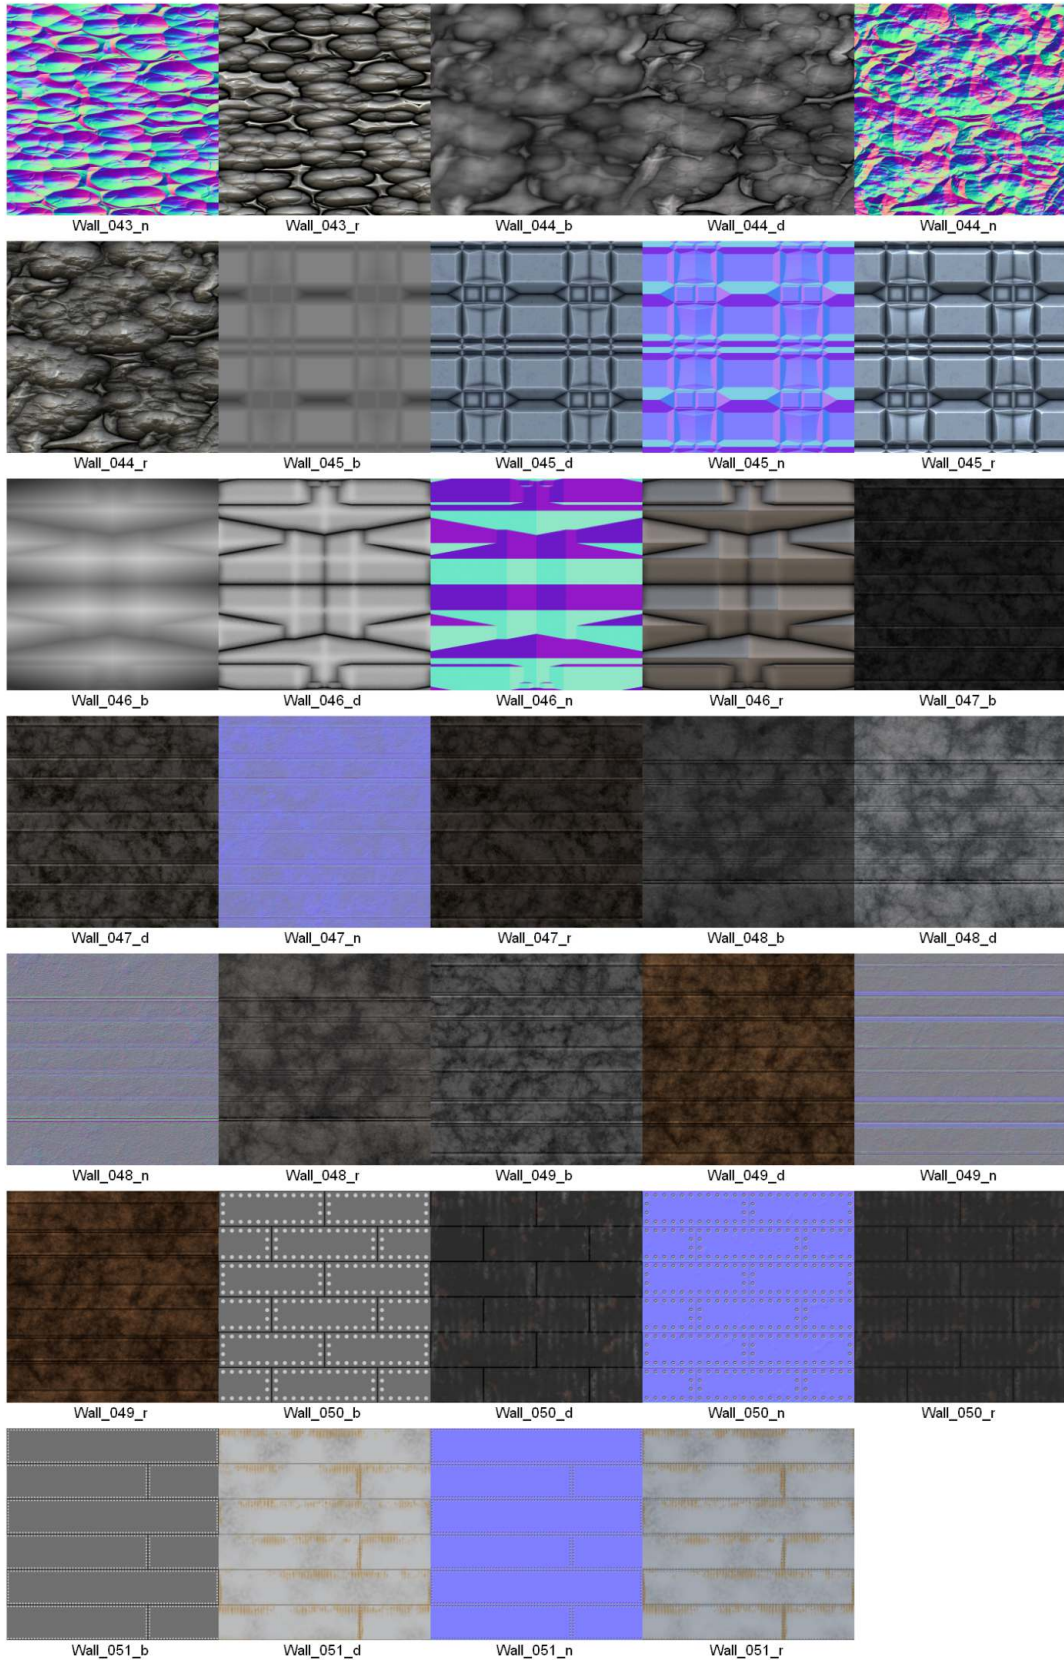 Wall_043_n Wall_043_r Wall_044_b Wall_044_d Wall_044_n
Wall_044_r Wall_045_b Wall_045_d Wall_045_n Wall_045_r
Wall_046_b Wall_046_d Wall_046_n Wall_046_r Wall_047_b
Wall_047_d Wall_047_n Wall_047_r Wall_048_b Wall_048_d
Wall_048_n Wall_048_r Wall_049_b Wall_049_d Wall_049_n
Wall_049_r Wall_050_b Wall_050_d Wall_050_n Wall_050_r
Wall_051_b Wall_051_d Wall_051_n Wall_051_r